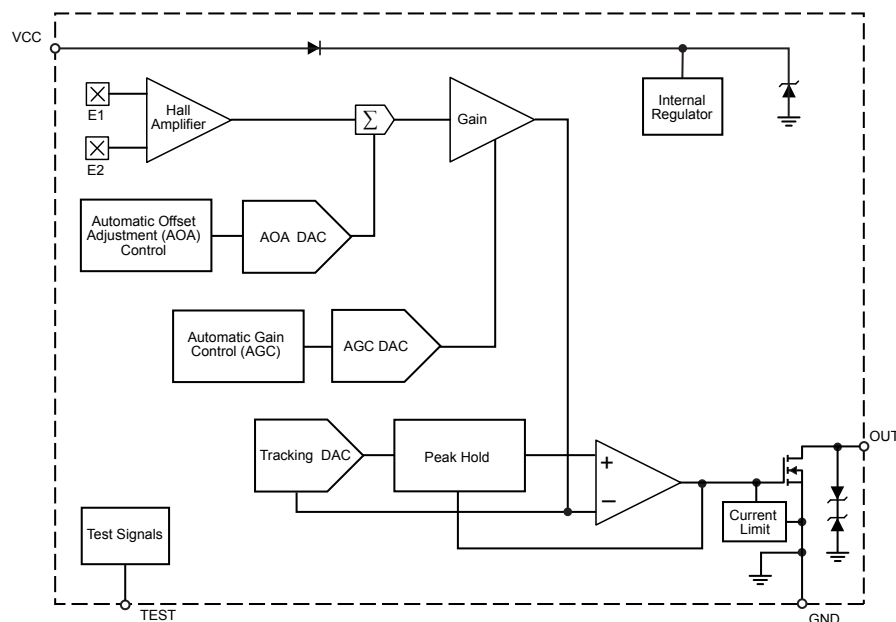 VCC
E1
E2
Hall
Amplifier
Σ
Gain
Internal
Regulator
Automatic Offset
Adjustment (AOA)
Control
AOA DAC
Automatic Gain
Control (AGC)
AGC DAC
Tracking DAC
Peak Hold
+
–
OUT
Current
Limit
Test Signals
TEST
GND